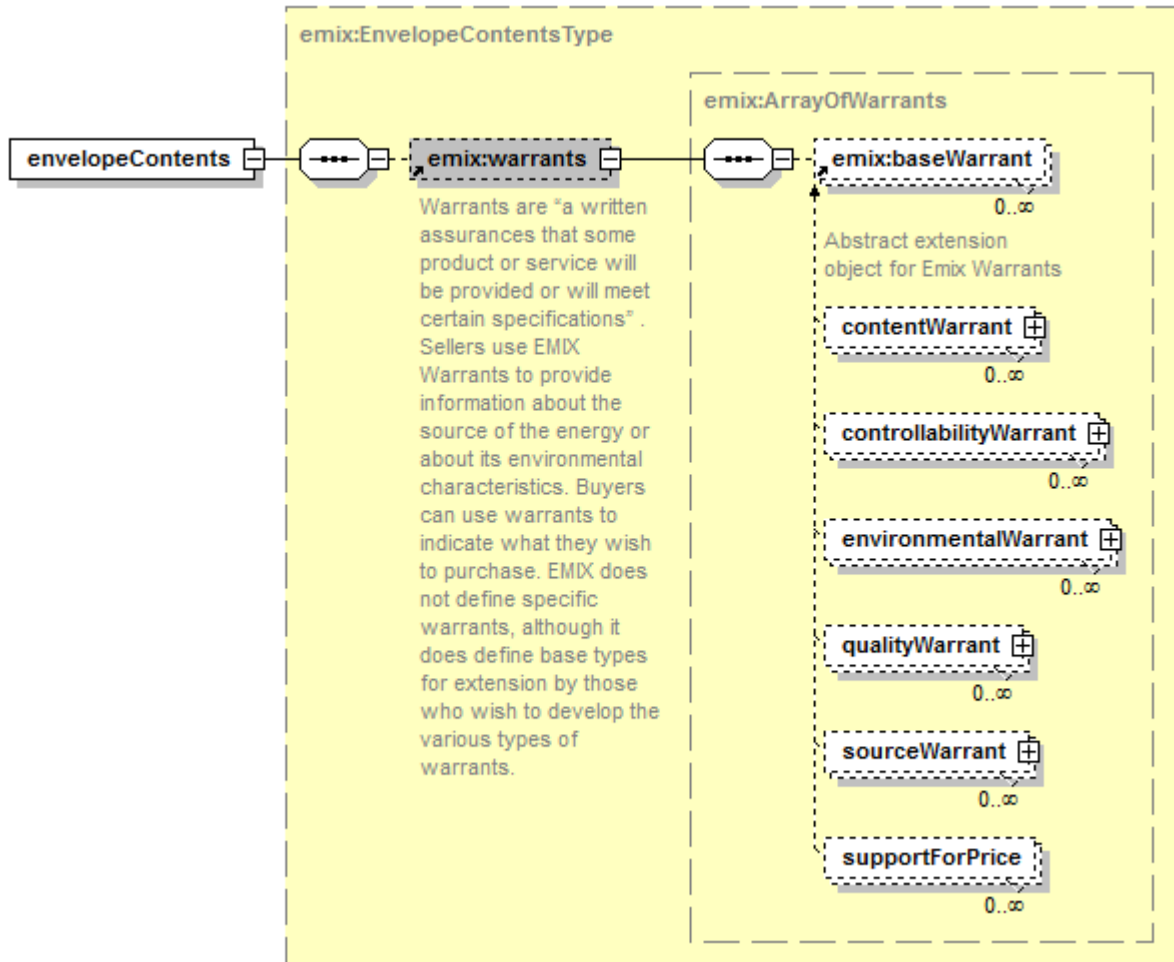 emix:EnvelopeContentsType
emix:ArrayOfWarrants
envelopeContents
emix:warrants
emix:baseWarrant
0..∞
Warrants are “a written
assurances that some
product or service will
be provided or will meet
certain specifications” .
Sellers use EMIX
Warrants to provide
information about the
source of the energy or
about its environmental
characteristics. Buyers
can use warrants to
indicate what they wish
to purchase. EMIX does
not define specific
warrants, although it
does define base types
for extension by those
who wish to develop the
various types of
warrants.
Abstract extension
object for Emix Warrants
contentWarrant
0..∞
controllabilityWarrant
0..∞
environmentalWarrant
0..∞
qualityWarrant
0..∞
sourceWarrant
0..∞
supportForPrice
0..∞